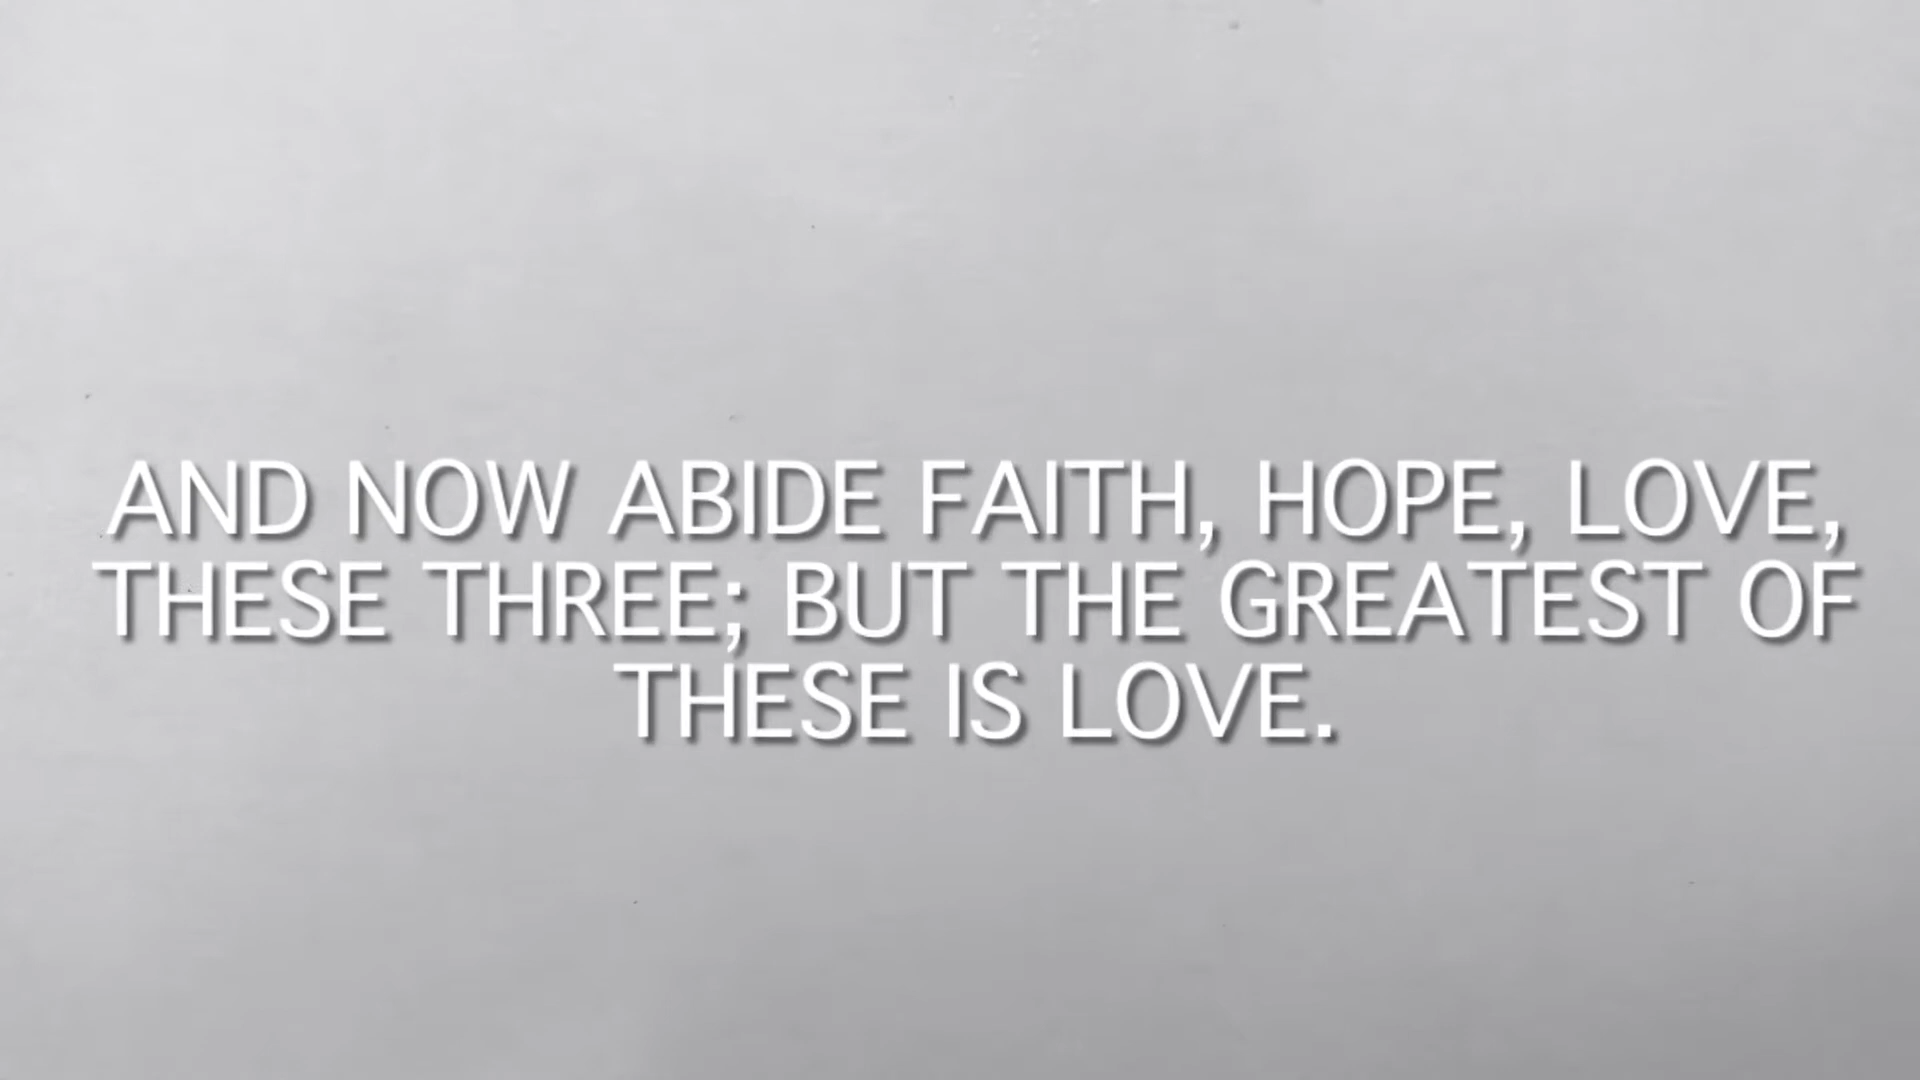 AND NOW ABIDE FAITH, HOPE, LOVE,
THESE THREE; BUT THE GREATEST OF
THESE IS LOVE.